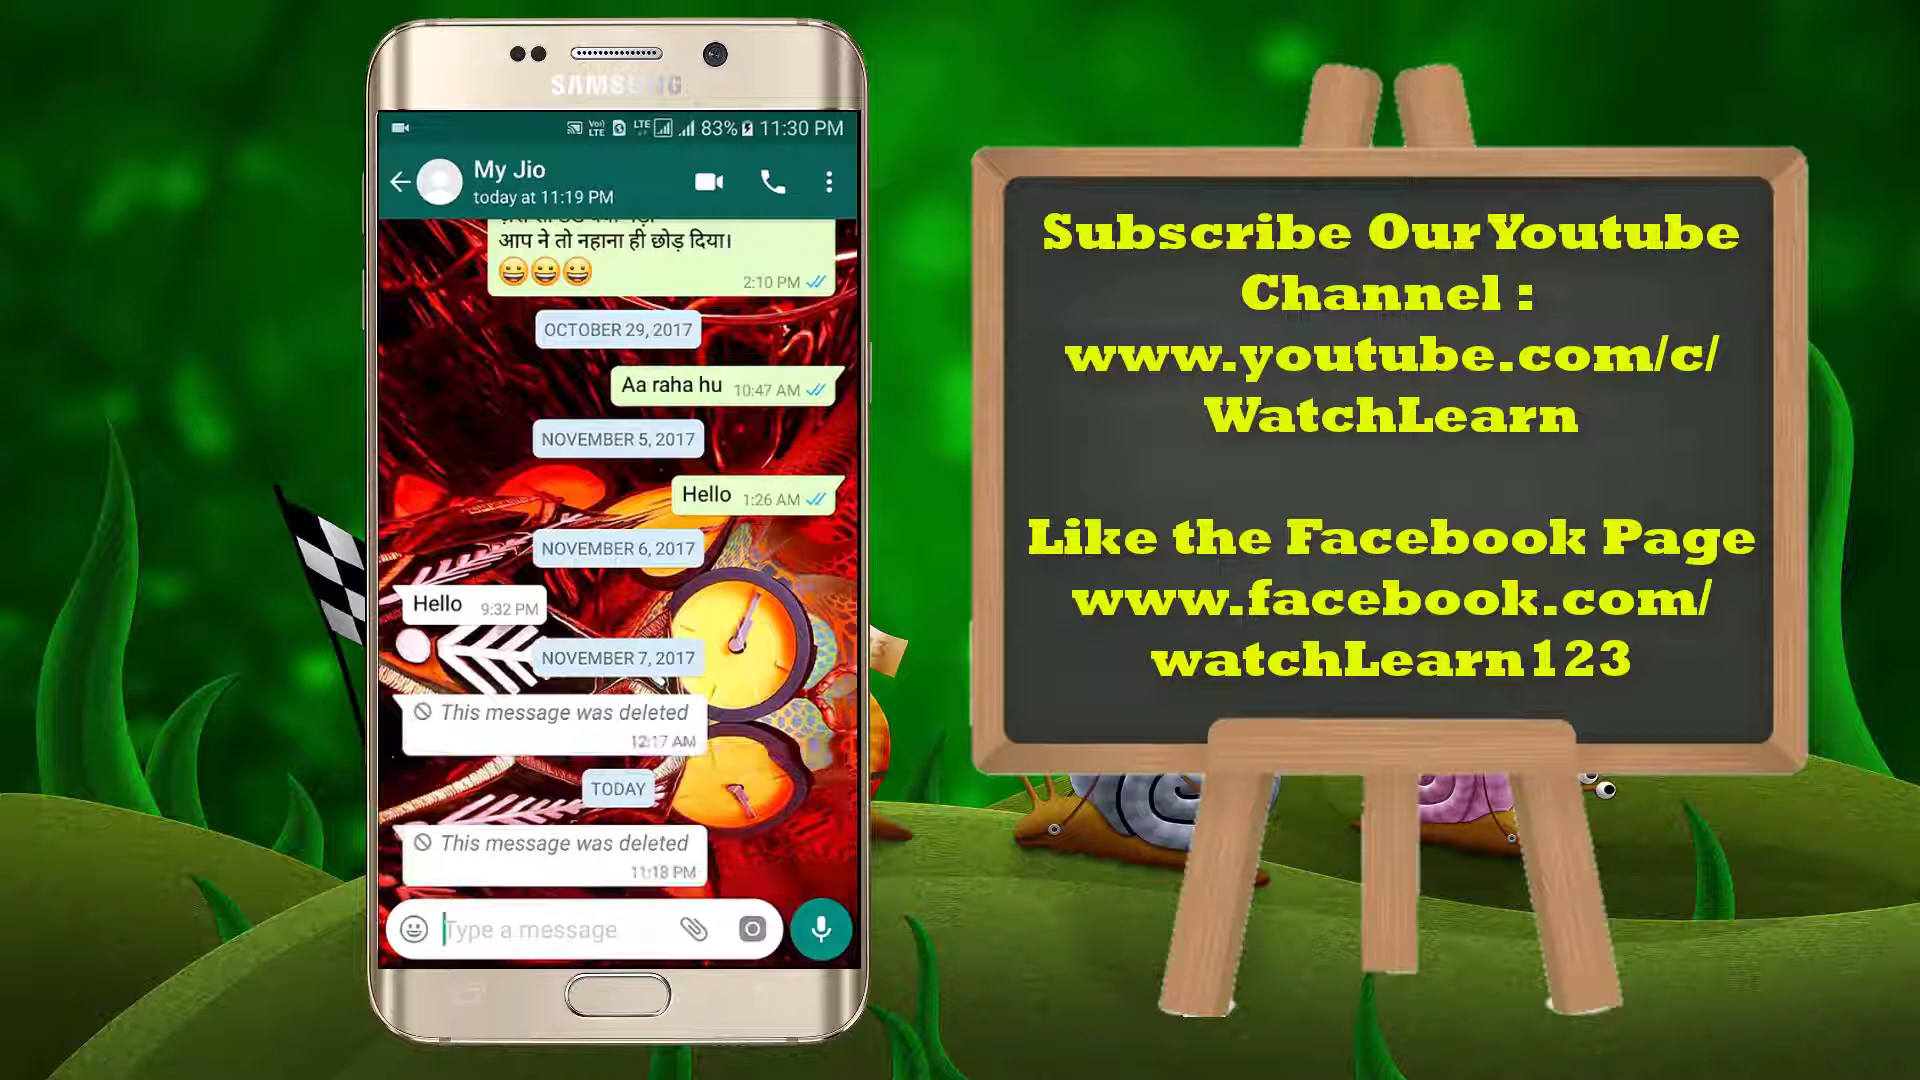 SAMSUNG
LTE 83% 11:30 PM
My Jio
today at 11:19 PM
आप ने तो नहाना ही छोड़ दिया।
😀😀😀
2:10 PM
OCTOBER 29, 2017
Aa raha hu 10:47 AM
NOVEMBER 5, 2017
Hello 1:26 AM
NOVEMBER 6, 2017
Hello 9:32 PM
NOVEMBER 7, 2017
This message was deleted
12:17 AM
TODAY
This message was deleted
11:18 PM
Type a message
Subscribe Our Youtube
Channel :
www.youtube.com/c/
WatchLearn
Like the Facebook Page
www.facebook.com/
watchLearn123